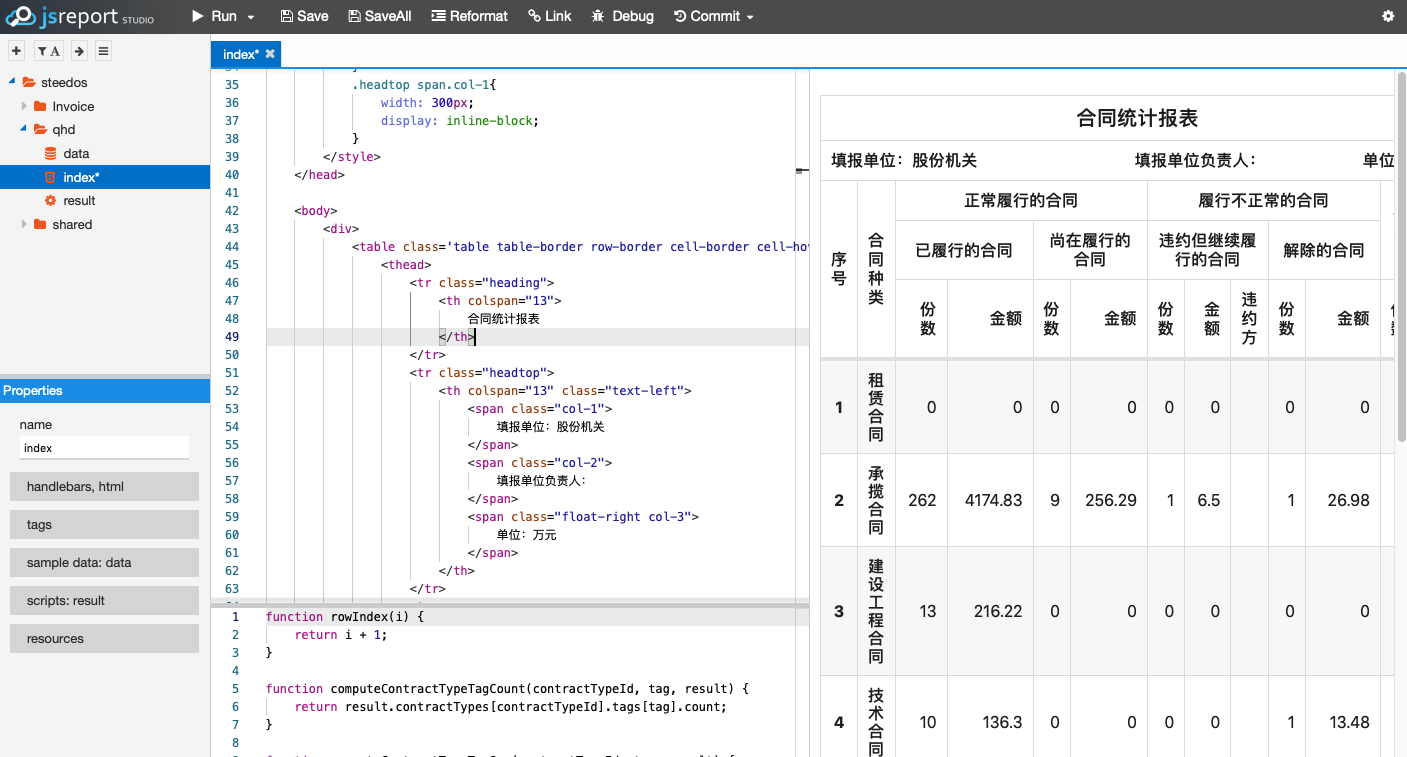 jsreport STUDIO
Run Save SaveAll Reformat Link Debug Commit
A
index*
steedos
Invoice
qhd
data
index*
result
shared
Properties
name
index
handlebars, html
tags
sample data: data
scripts: result
resources
35 .headtop span.col-1{
36 width: 300px;
37 display: inline-block;
38 }
39 </style>
40 </head>
41
42 <body>
43 <div>
44 <table class='table table-border row-border cell-border cell-hov
45 <thead>
46 <tr class="heading">
47 <th colspan="13">
48 合同统计报表
49 </th>
50 </tr>
51 <tr class="headtop">
52 <th colspan="13" class="text-left">
53 <span class="col-1">
54 填报单位：股份机关
55 </span>
56 <span class="col-2">
57 填报单位负责人：
58 </span>
59 <span class="float-right col-3">
60 单位：万元
61 </span>
62 </th>
63 </tr>
1 function rowIndex(i) {
2 return i + 1;
3 }
4
5 function computeContractTypeTagCount(contractTypeId, tag, result) {
6 return result.contractTypes[contractTypeId].tags[tag].count;
7 }
8
合同统计报表
填报单位：股份机关 填报单位负责人： 单位
序号 合同种类 正常履行的合同 履行不正常的合同
已履行的合同 尚在履行的合同 违约但继续履行的合同 解除的合同
份数 金额 份数 金额 份数 金额 违约方 份数 金额
1 租赁合同 0 0 0 0 0 0 0 0
2 承揽合同 262 4174.83 9 256.29 1 6.5 1 26.98
3 建设工程合同 13 216.22 0 0 0 0 0 0
4 技术合同 10 136.3 0 0 0 0 1 13.48